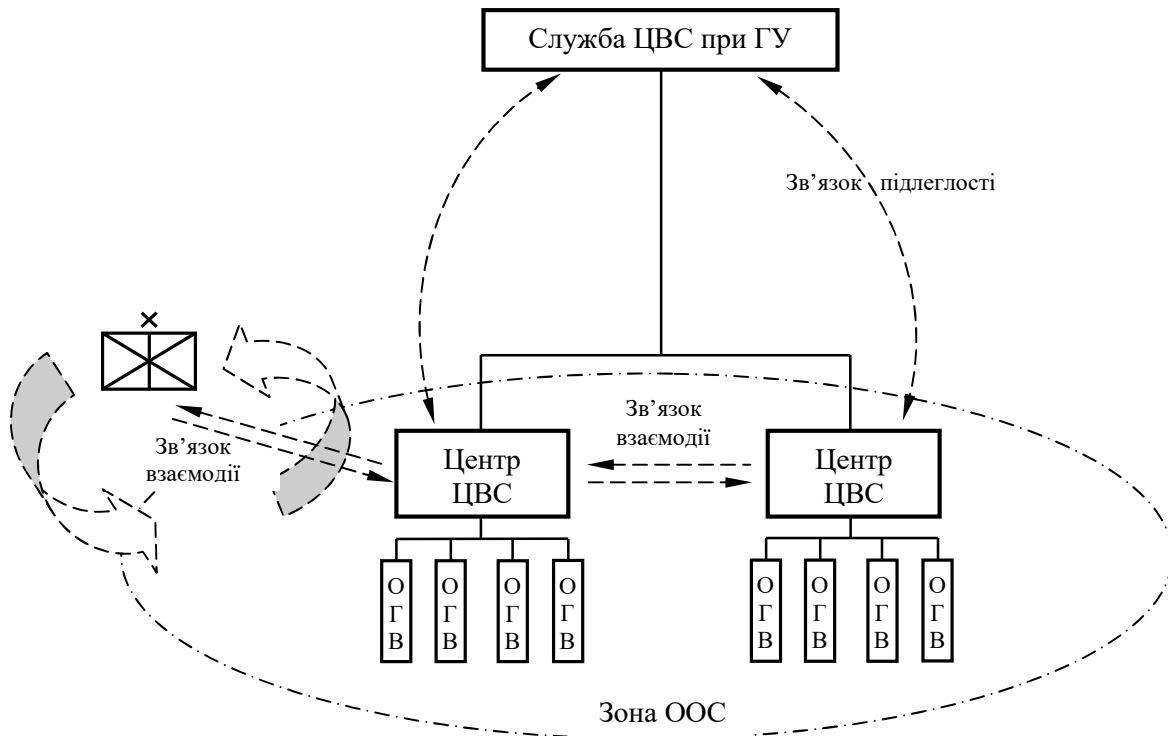 Служба ЦВС при ГУ
Зв’язок підлеглості
Зв’язок
взаємодії
Зв’язок
взаємодії
Центр
ЦВС
Центр
ЦВС
О
Г
В
О
Г
В
О
Г
В
О
Г
В
О
Г
В
О
Г
В
О
Г
В
О
Г
В
Зона ООС